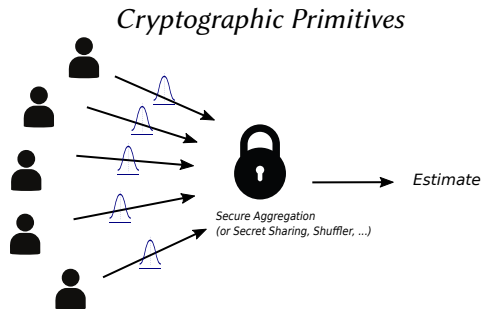 Cryptographic Primitives
Estimate
Secure Aggregation
(or Secret Sharing, Shuffler, ...)